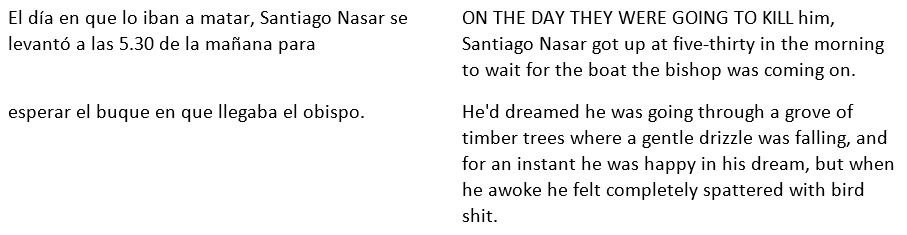 El día en que lo iban a matar, Santiago Nasar se
levantó a las 5.30 de la mañana para
ON THE DAY THEY WERE GOING TO KILL him,
Santiago Nasar got up at five-thirty in the morning
to wait for the boat the bishop was coming on.
esperar el buque en que llegaba el obispo.
He'd dreamed he was going through a grove of
timber trees where a gentle drizzle was falling, and
for an instant he was happy in his dream, but when
he awoke he felt completely spattered with bird
shit.